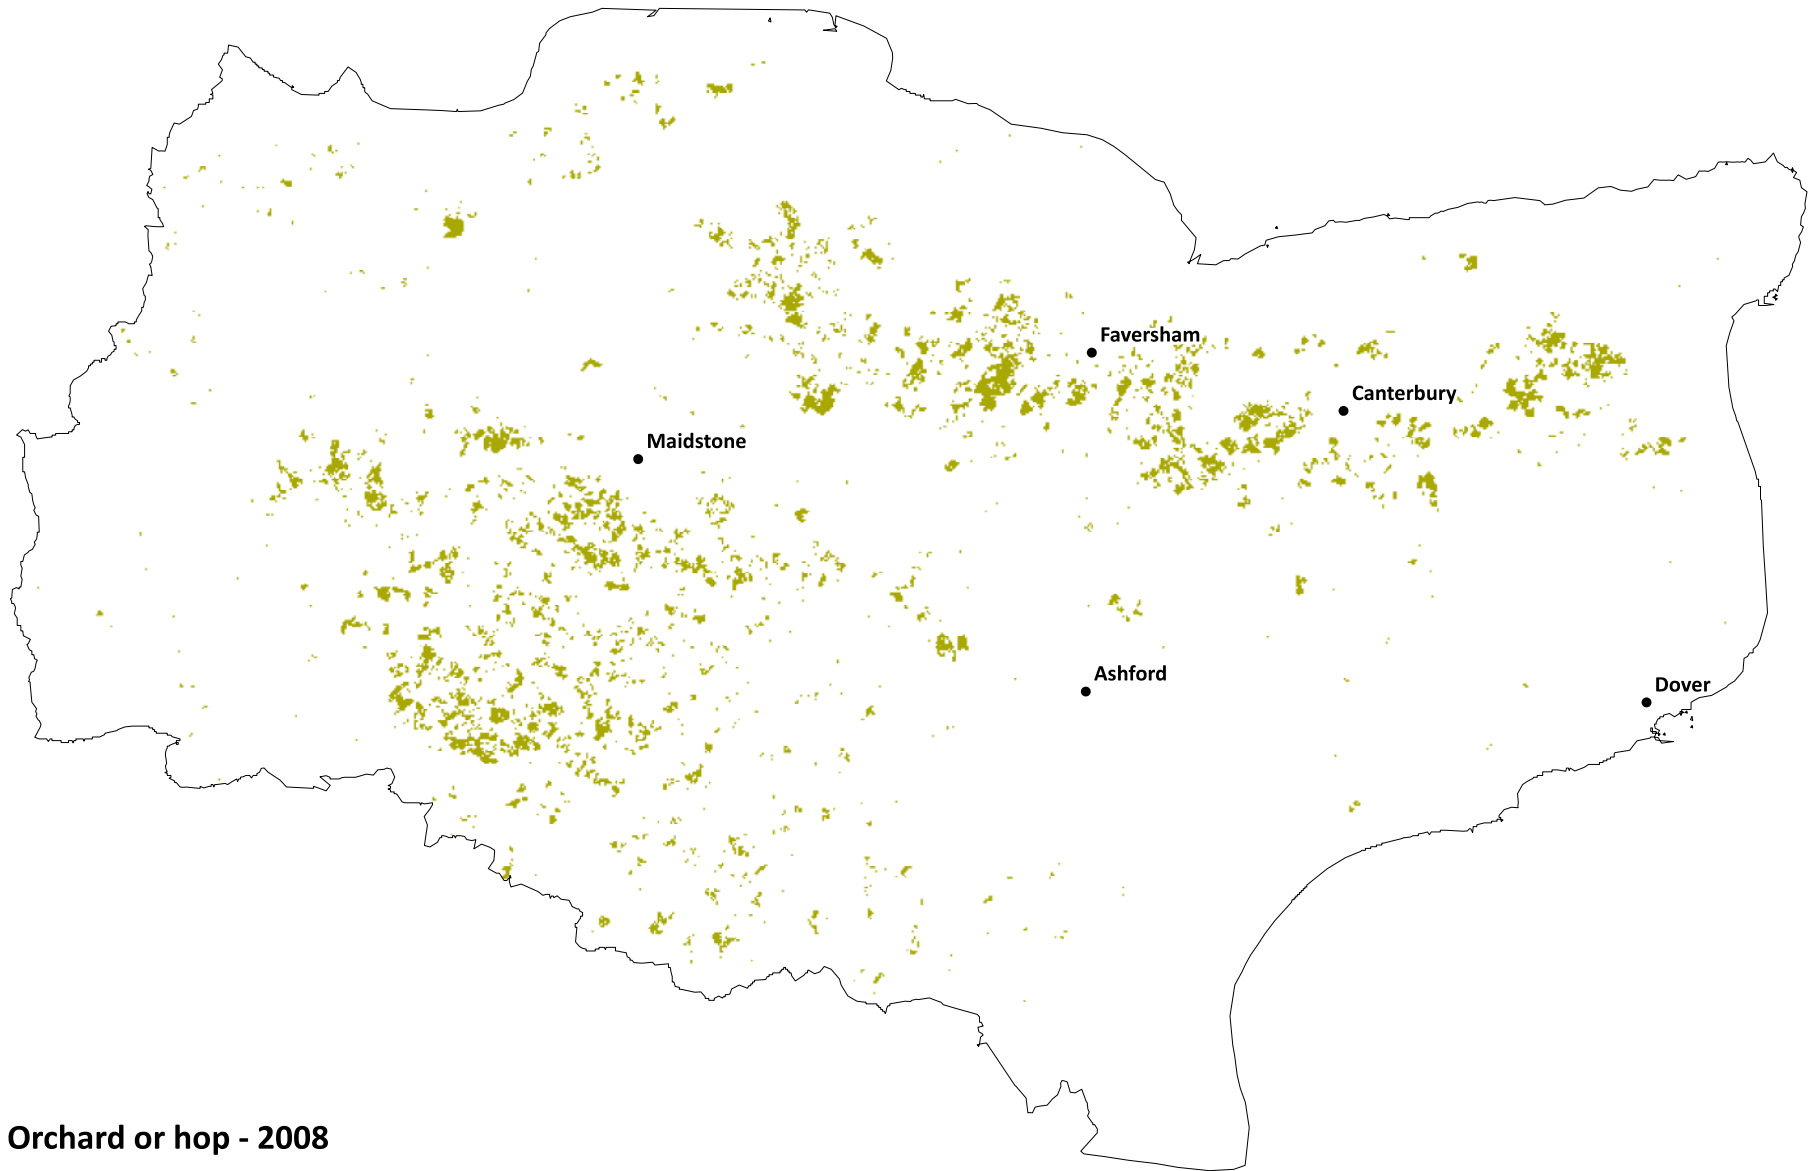 Faversham
Canterbury
Maidstone
Ashford
Dover
Orchard or hop - 2008